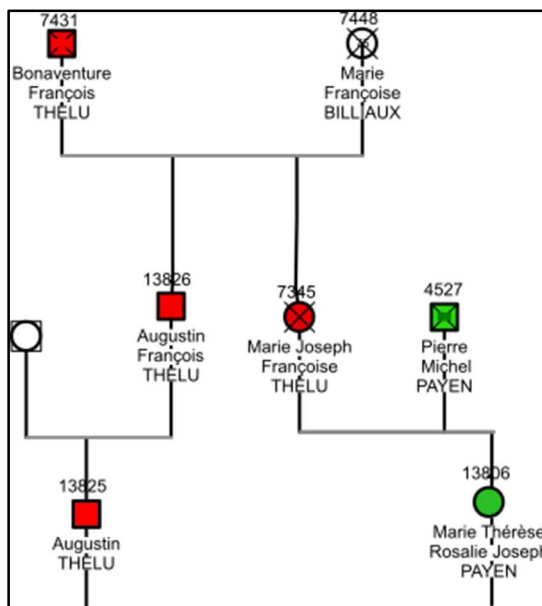 7431
Bonaventure
François
THELU
7448
Marie
Françoise
BILLIAUX
13826
Augustin
François
THELU
7345
Marie Joseph
Françoise
THELU
4527
Pierre
Michel
PAYEN
13825
Augustin
THELU
13806
Marie Thérèse
Rosalie Joseph
PAYEN